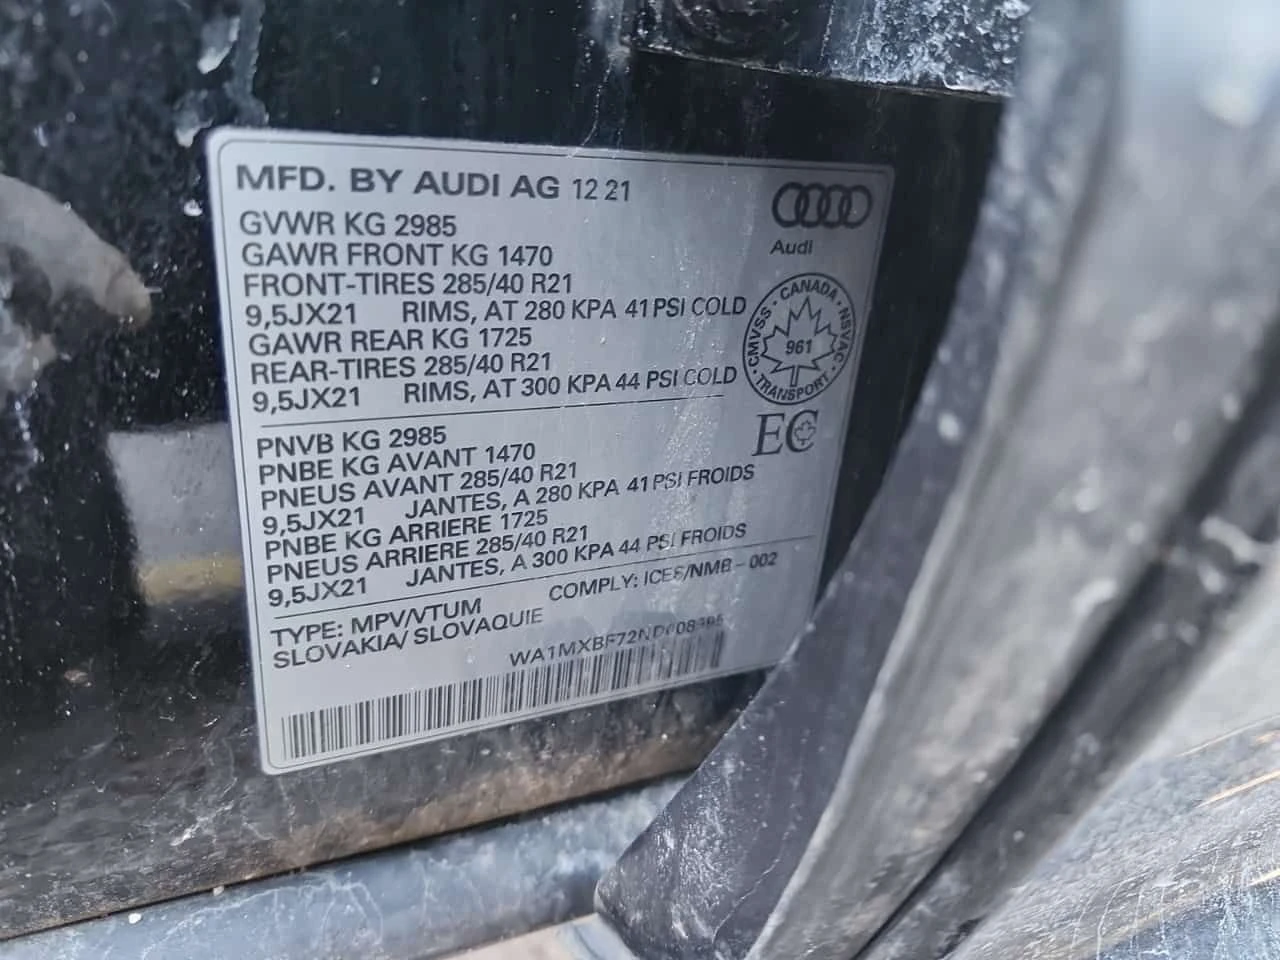 MFD. BY AUDI AG 12 21
Audi
GVWR KG 2985
GAWR FRONT KG 1470
FRONT-TIRES 285/40 R21
9,5JX21 RIMS, AT 280 KPA 41 PSI COLD
GAWR REAR KG 1725
REAR-TIRES 285/40 R21
9,5JX21 RIMS, AT 300 KPA 44 PSI COLD
CANADA · NSVAC · TRANSPORT · CMVSS ·
961
EC
PNVB KG 2985
PNBE KG AVANT 1470
PNEUS AVANT 285/40 R21
9,5JX21 JANTES, A 280 KPA 41 PSI FROIDS
PNBE KG ARRIERE 1725
PNEUS ARRIERE 285/40 R21
9,5JX21 JANTES, A 300 KPA 44 PSI FROIDS
TYPE: MPV/VTUM COMPLY: ICES/NMB-002
SLOVAKIA/ SLOVAQUIE